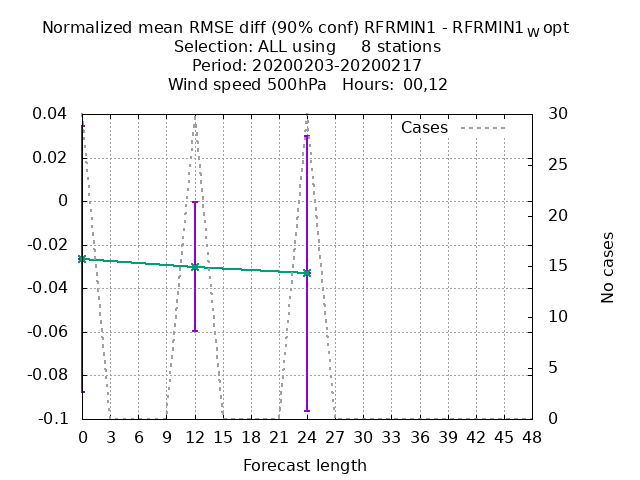 Normalized mean RMSE diff (90% conf) RFRMIN1 - RFRMIN1w opt
Selection: ALL using 8 stations
Period: 20200203-20200217
Wind speed 500hPa Hours: 00,12
Cases
0.04
0.02
0
-0.02
-0.04
-0.06
-0.08
-0.1
30
25
20
15
10
5
0
No cases
0 3 6 9 12 15 18 21 24 27 30 33 36 39 42 45 48
Forecast length